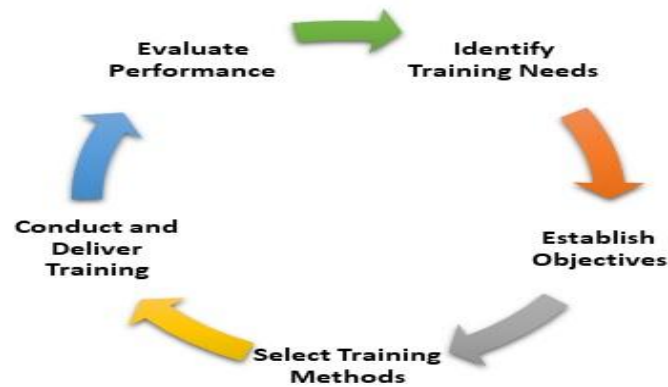 Evaluate
Performance
Identify
Training Needs
Establish
Objectives
Select Training
Methods
Conduct and
Deliver
Training